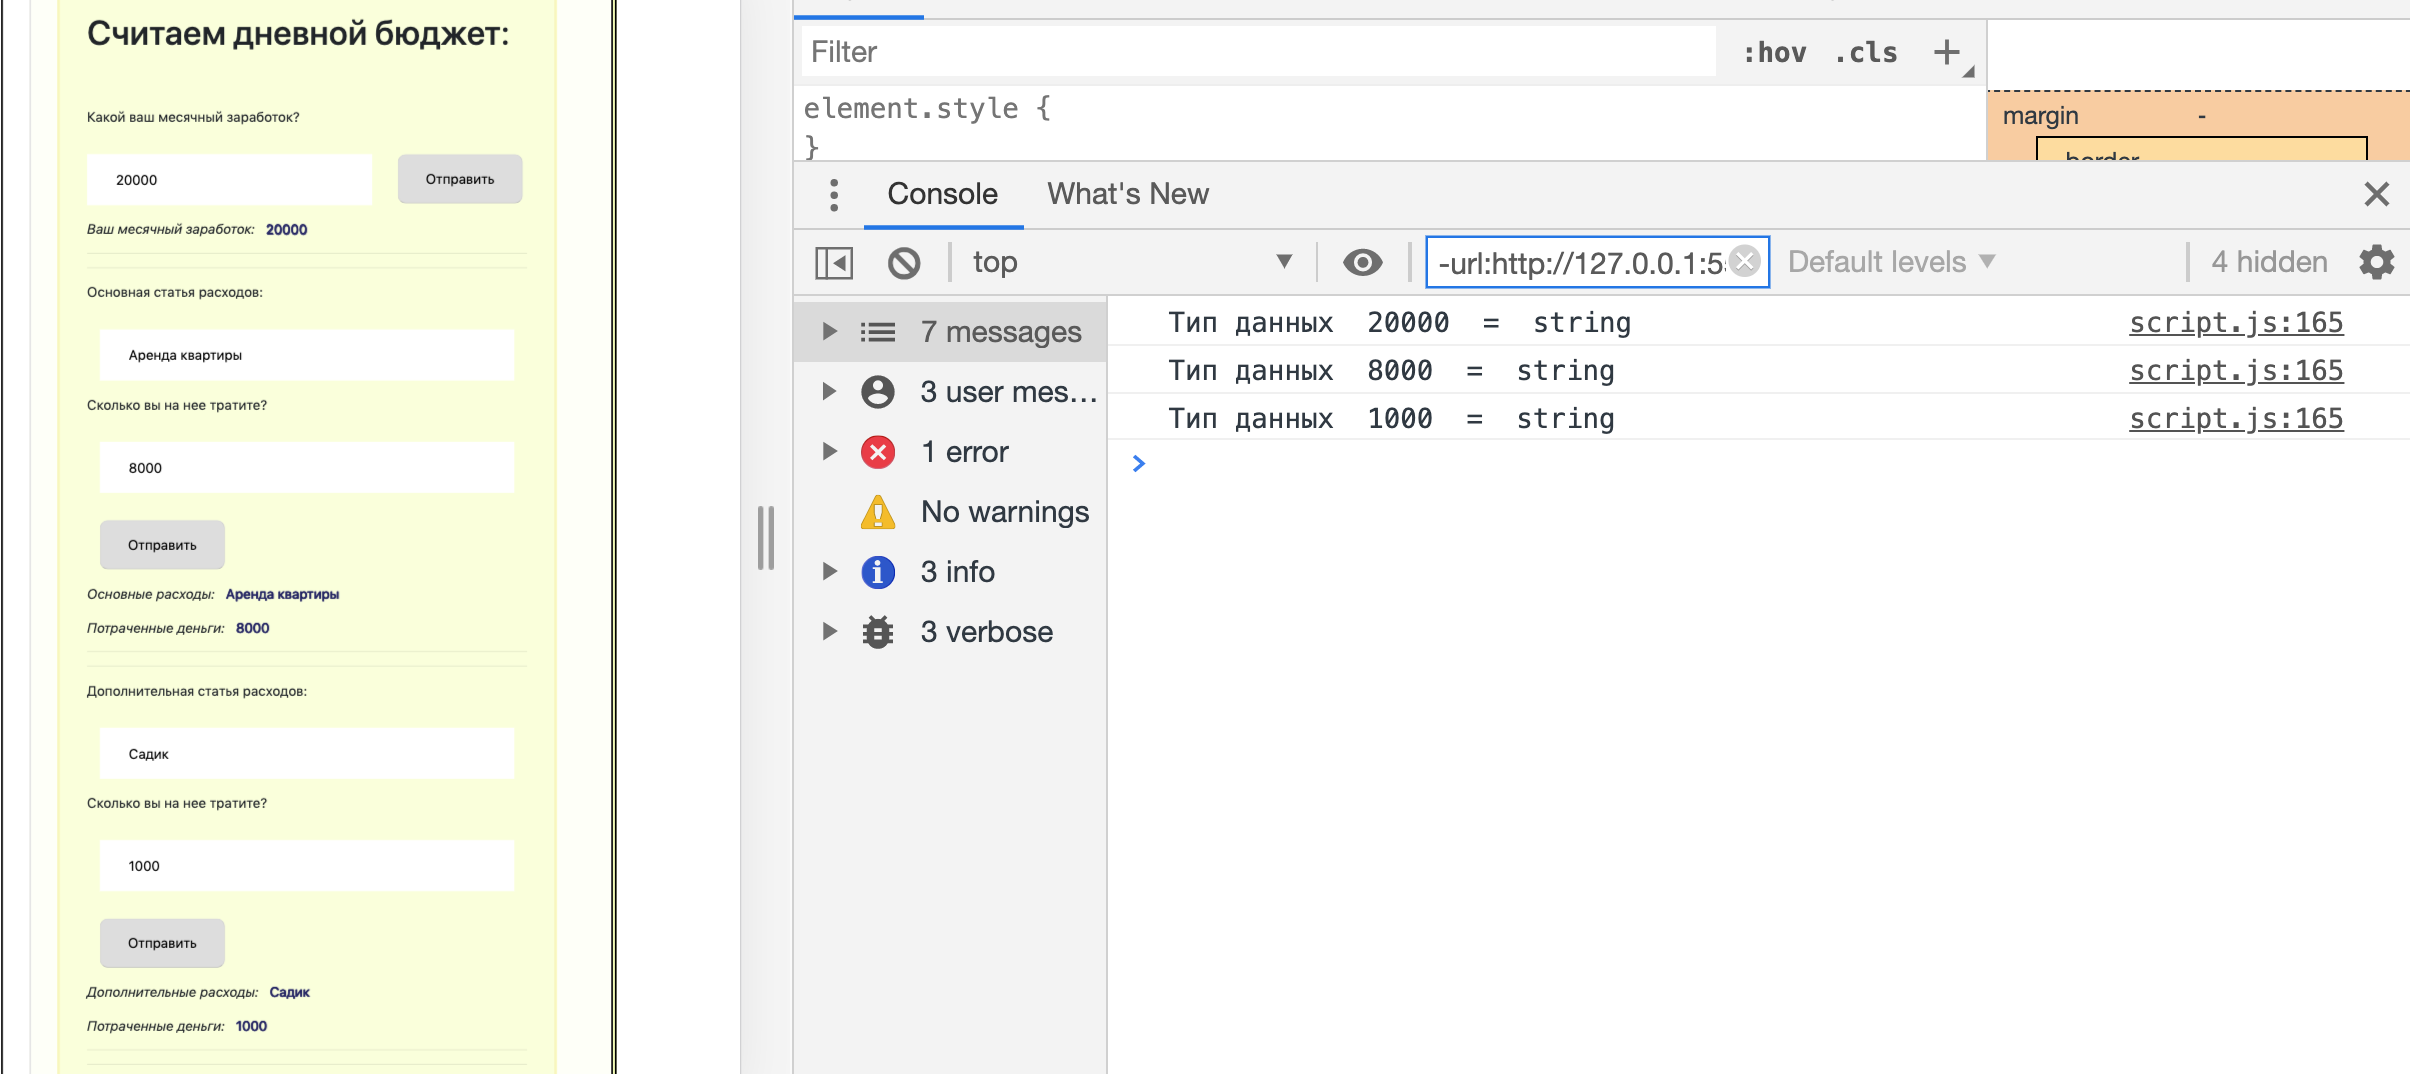 Считаем дневной бюджет:
Какой ваш месячный заработок?
20000
Отправить
Ваш месячный заработок: 20000
Основная статья расходов:
Аренда квартиры
Сколько вы на нее тратите?
8000
Отправить
Основные расходы: Аренда квартиры
Потраченные деньги: 8000
Дополнительная статья расходов:
Садик
Сколько вы на нее тратите?
1000
Отправить
Дополнительные расходы: Садик
Потраченные деньги: 1000
Filter
:hov .cls +
element.style {
}
margin -
border
Console What's New
top
-url:http://127.0.0.1:5
Default levels
4 hidden
7 messages
3 user mes...
1 error
No warnings
3 info
3 verbose
Тип данных 20000 = string script.js:165
Тип данных 8000 = string script.js:165
Тип данных 1000 = string script.js:165
>